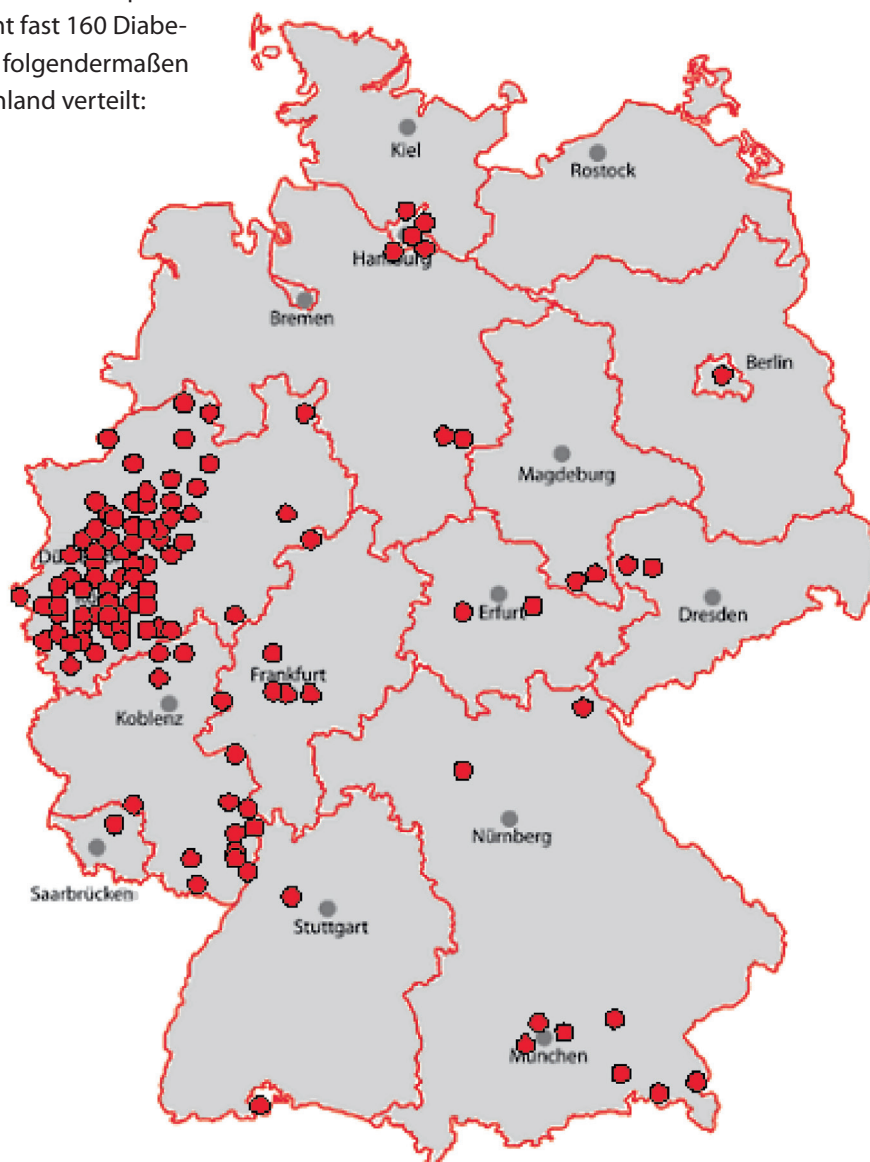 nt fast 160 Diabe-
folgendermaßen
nland verteilt:
Kiel
Rostock
Hamburg
Bremen
Berlin
Magdeburg
Erfurt
Dresden
Frankfurt
Koblenz
Nürnberg
Saarbrücken
Stuttgart
München